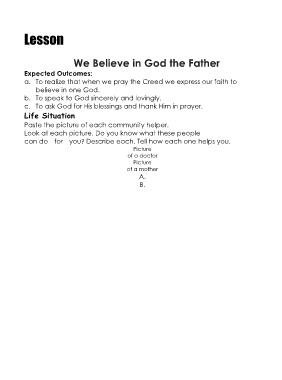 Lesson
We Believe in God the Father
Expected Outcomes:
a. To realize that when we pray the Creed we express our faith to
believe in one God.
b. To speak to God sincerely and lovingly.
c. To ask God for His blessings and thank Him in prayer.
Life Situation
Paste the picture of each community helper.
Look at each picture. Do you know what these people
can do for you? Describe each. Tell how each one helps you.
Picture
of a doctor
Picture
of a mother
A.
B.